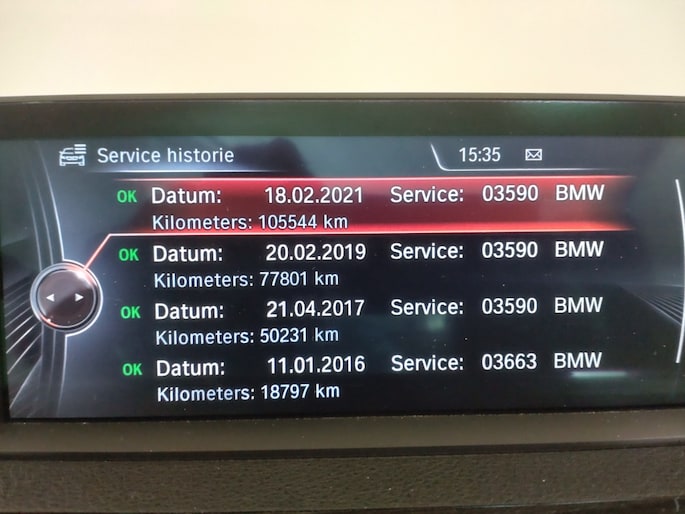 Service historie 15:35
OK Datum: 18.02.2021 Service: 03590 BMW
Kilometers: 105544 km
OK Datum: 20.02.2019 Service: 03590 BMW
Kilometers: 77801 km
OK Datum: 21.04.2017 Service: 03590 BMW
Kilometers: 50231 km
OK Datum: 11.01.2016 Service: 03663 BMW
Kilometers: 18797 km